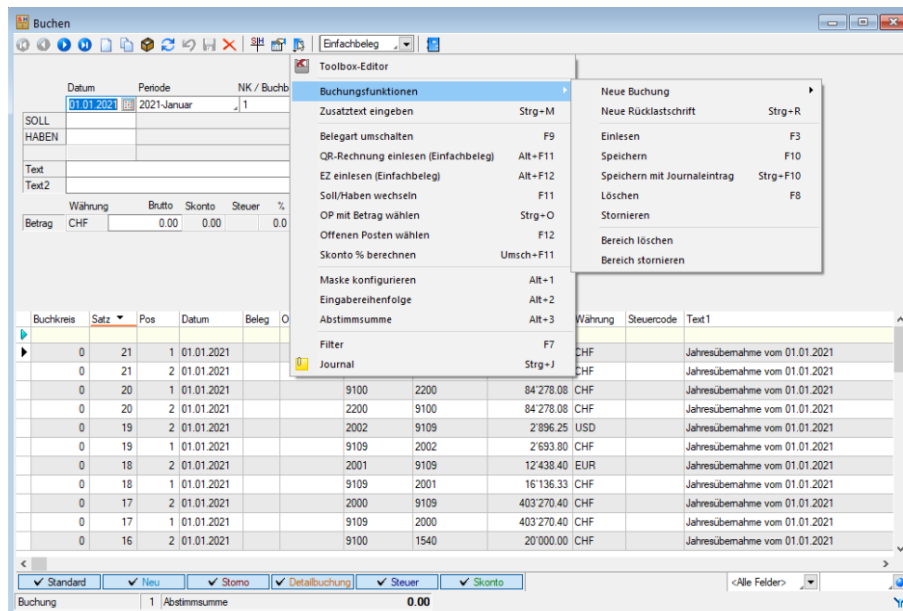 Buchen
Einfachbeleg
Toolbox-Editor
Buchungsfunktionen
Zusatztext eingeben Strg+M
Belegart umschalten F9
QR-Rechnung einlesen (Einfachbeleg) Alt+F11
EZ einlesen (Einfachbeleg) Alt+F12
Soll/Haben wechseln F11
OP mit Betrag wählen Strg+O
Offenen Posten wählen F12
Skonto % berechnen Umsch+F11
Maske konfigurieren Alt+1
Eingabereihenfolge Alt+2
Abstimmsumme Alt+3
Filter F7
Journal Strg+J
Neue Buchung
Neue Rücklastschrift Strg+R
Einlesen F3
Speichern F10
Speichern mit Journaleintrag Strg+F10
Löschen F8
Stornieren
Bereich löschen
Bereich stornieren
Datum Periode NK / Buchb
01.01.2021 2021-Januar 1
SOLL
HABEN
Text
Text2
Währung Brutto Skonto Steuer %
Betrag CHF 0.00 0.00 0.0
Buchkreis Satz Pos Datum Beleg O Währung Steuercode Text1
0 21 1 01.01.2021 CHF Jahresübernahme vom 01.01.2021
0 21 2 01.01.2021 CHF Jahresübernahme vom 01.01.2021
0 20 1 01.01.2021 9100 2200 84'278.08 CHF Jahresübernahme vom 01.01.2021
0 20 2 01.01.2021 2200 9100 84'278.08 CHF Jahresübernahme vom 01.01.2021
0 19 2 01.01.2021 2002 9109 2'896.25 USD Jahresübernahme vom 01.01.2021
0 19 1 01.01.2021 9109 2002 2'693.80 CHF Jahresübernahme vom 01.01.2021
0 18 2 01.01.2021 2001 9109 12'438.40 EUR Jahresübernahme vom 01.01.2021
0 18 1 01.01.2021 9109 2001 16'136.33 CHF Jahresübernahme vom 01.01.2021
0 17 2 01.01.2021 2000 9109 403'270.40 CHF Jahresübernahme vom 01.01.2021
0 17 1 01.01.2021 9109 2000 403'270.40 CHF Jahresübernahme vom 01.01.2021
0 16 2 01.01.2021 9100 1540 20'000.00 CHF Jahresübernahme vom 01.01.2021
Standard Neu Storno Detailbuchung Steuer Skonto <Alle Felder>
Buchung 1 Abstimmsumme 0.00